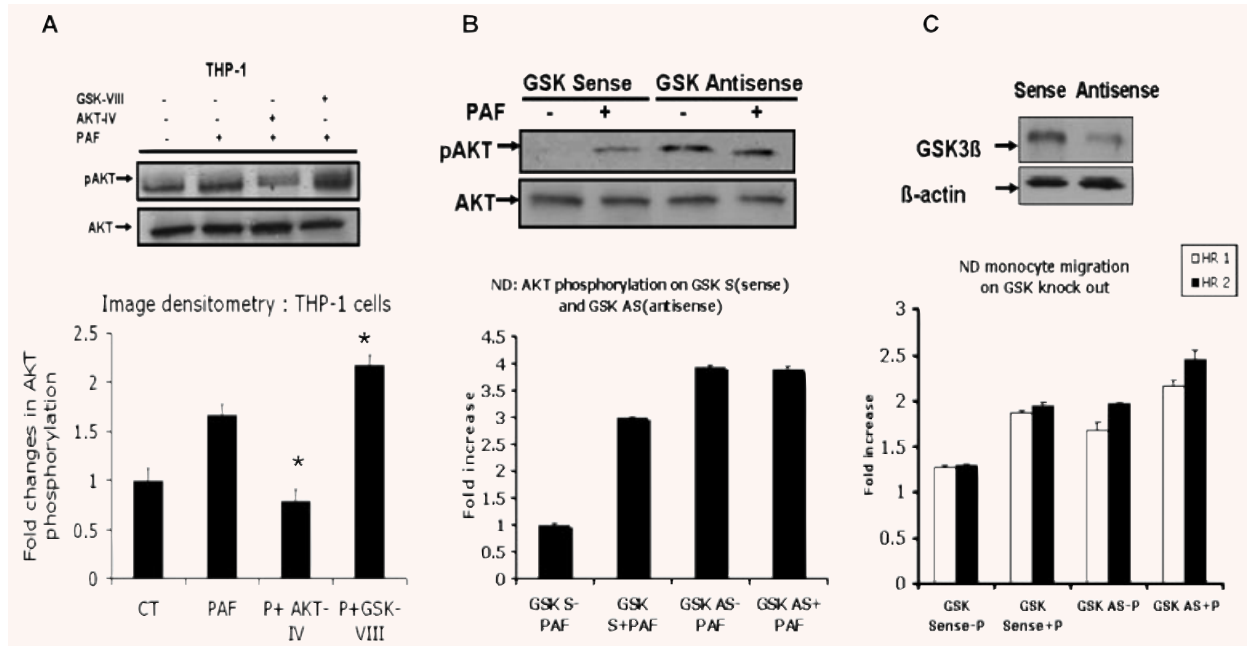 A
THP-1
GSK-VIII - - - +
AKT-IV - - + -
PAF - + + +
pAKT
AKT
Image densitometry : THP-1 cells
Fold changes in AKT
phosphorylation
2.5
2
1.5
1
0.5
0
*
*
CT PAF P+ AKT- P+GSK-
IV VIII
B
GSK Sense GSK Antisense
PAF - + - +
pAKT
AKT
ND: AKT phosphorylation on GSK S(sense)
and GSK AS(antisense)
Fold increase
4.5
4
3.5
3
2.5
2
1.5
1
0.5
0
GSK S- GSK GSK AS- GSK AS+
PAF S+PAF PAF PAF
C
Sense Antisense
GSK3ß
ß-actin
ND monocyte migration
on GSK knock out
HR 1
HR 2
Fold increase
3
2.5
2
1.5
1
0.5
0
GSK GSK GSK AS-P GSK AS+P
Sense-P Sense+P